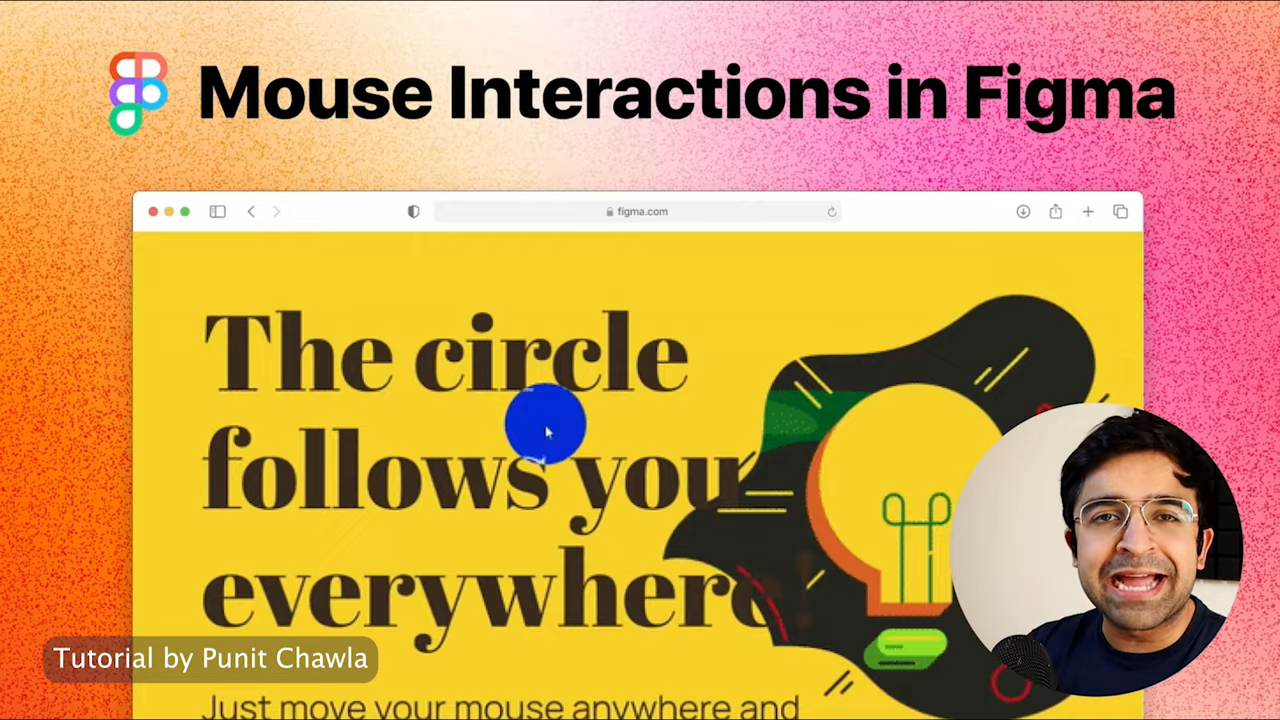 Mouse Interactions in Figma
figma.com
The circle
follows you
everywhere
Tutorial by Punit Chawla
Just move your mouse anywhere and